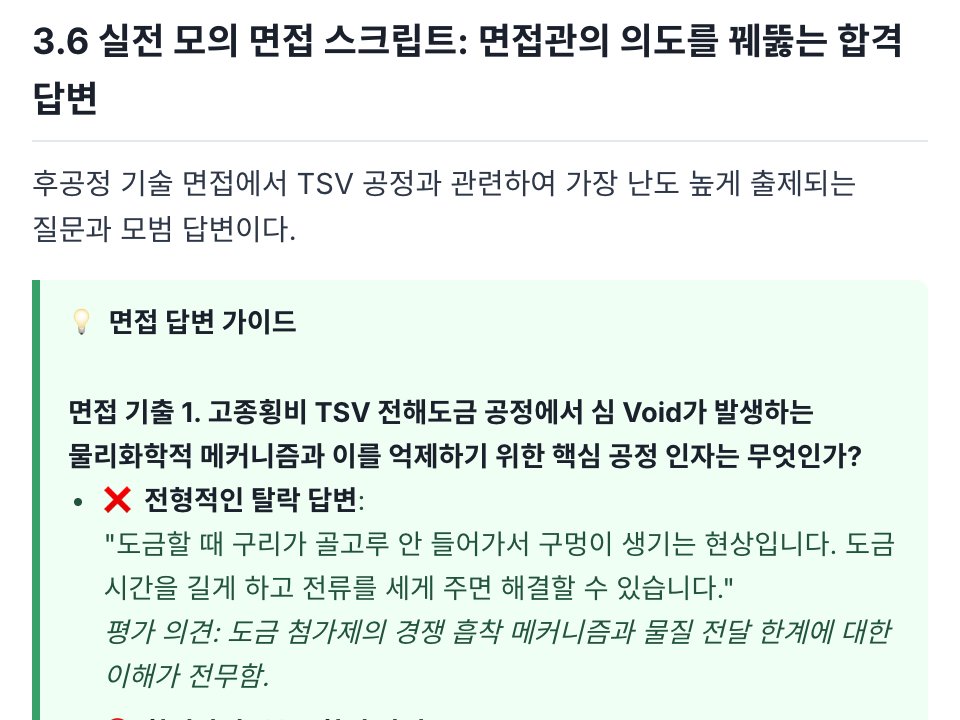 3.6 실전 모의 면접 스크립트: 면접관의 의도를 꿰뚫는 합격
답변
후공정 기술 면접에서 TSV 공정과 관련하여 가장 난도 높게 출제되는
질문과 모범 답변이다.
💡 면접 답변 가이드
면접 기출 1. 고종횡비 TSV 전해도금 공정에서 심 Void가 발생하는
물리화학적 메커니즘과 이를 억제하기 위한 핵심 공정 인자는 무엇인가?
• ❌ 전형적인 탈락 답변:
"도금할 때 구리가 골고루 안 들어가서 구멍이 생기는 현상입니다. 도금
시간을 길게 하고 전류를 세게 주면 해결할 수 있습니다."
평가 의견: 도금 첨가제의 경쟁 흡착 메커니즘과 물질 전달 한계에 대한
이해가 전무함.